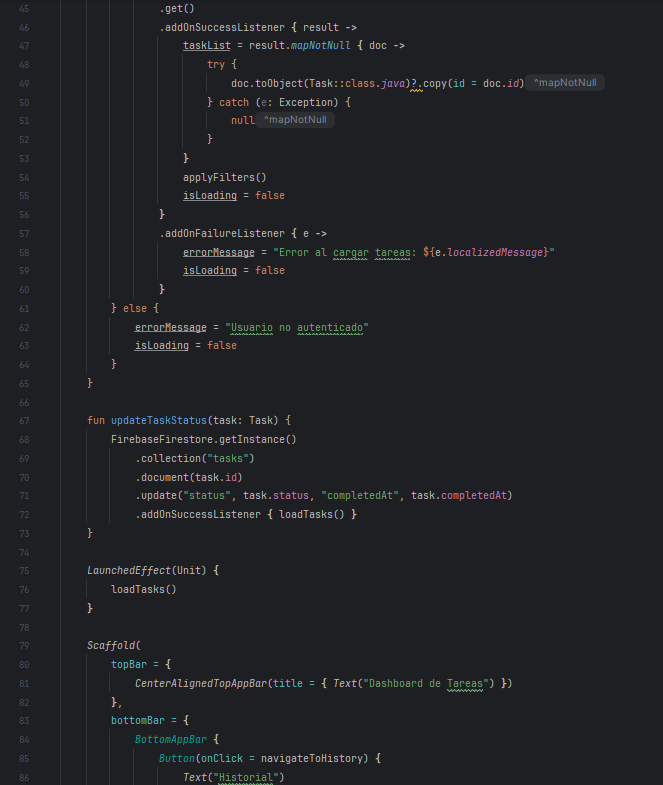 45 .get()
46 .addOnSuccessListener { result ->
47 taskList = result.mapNotNull { doc ->
48 try {
49 doc.toObject(Task::class.java)?.copy(id = doc.id) ^mapNotNull
50 } catch (e: Exception) {
51 null ^mapNotNull
52 }
53 }
54 applyFilters()
55 isLoading = false
56 }
57 .addOnFailureListener { e ->
58 errorMessage = "Error al cargar tareas: ${e.localizedMessage}"
59 isLoading = false
60 }
61 } else {
62 errorMessage = "Usuario no autenticado"
63 isLoading = false
64 }
65 }
66
67 fun updateTaskStatus(task: Task) {
68 FirebaseFirestore.getInstance()
69 .collection("tasks")
70 .document(task.id)
71 .update("status", task.status, "completedAt", task.completedAt)
72 .addOnSuccessListener { loadTasks() }
73 }
74
75 LaunchedEffect(Unit) {
76 loadTasks()
77 }
78
79 Scaffold(
80 topBar = {
81 CenterAlignedTopAppBar(title = { Text("Dashboard de Tareas") })
82 },
83 bottomBar = {
84 BottomAppBar {
85 Button(onClick = navigateToHistory) {
86 Text("Historial")